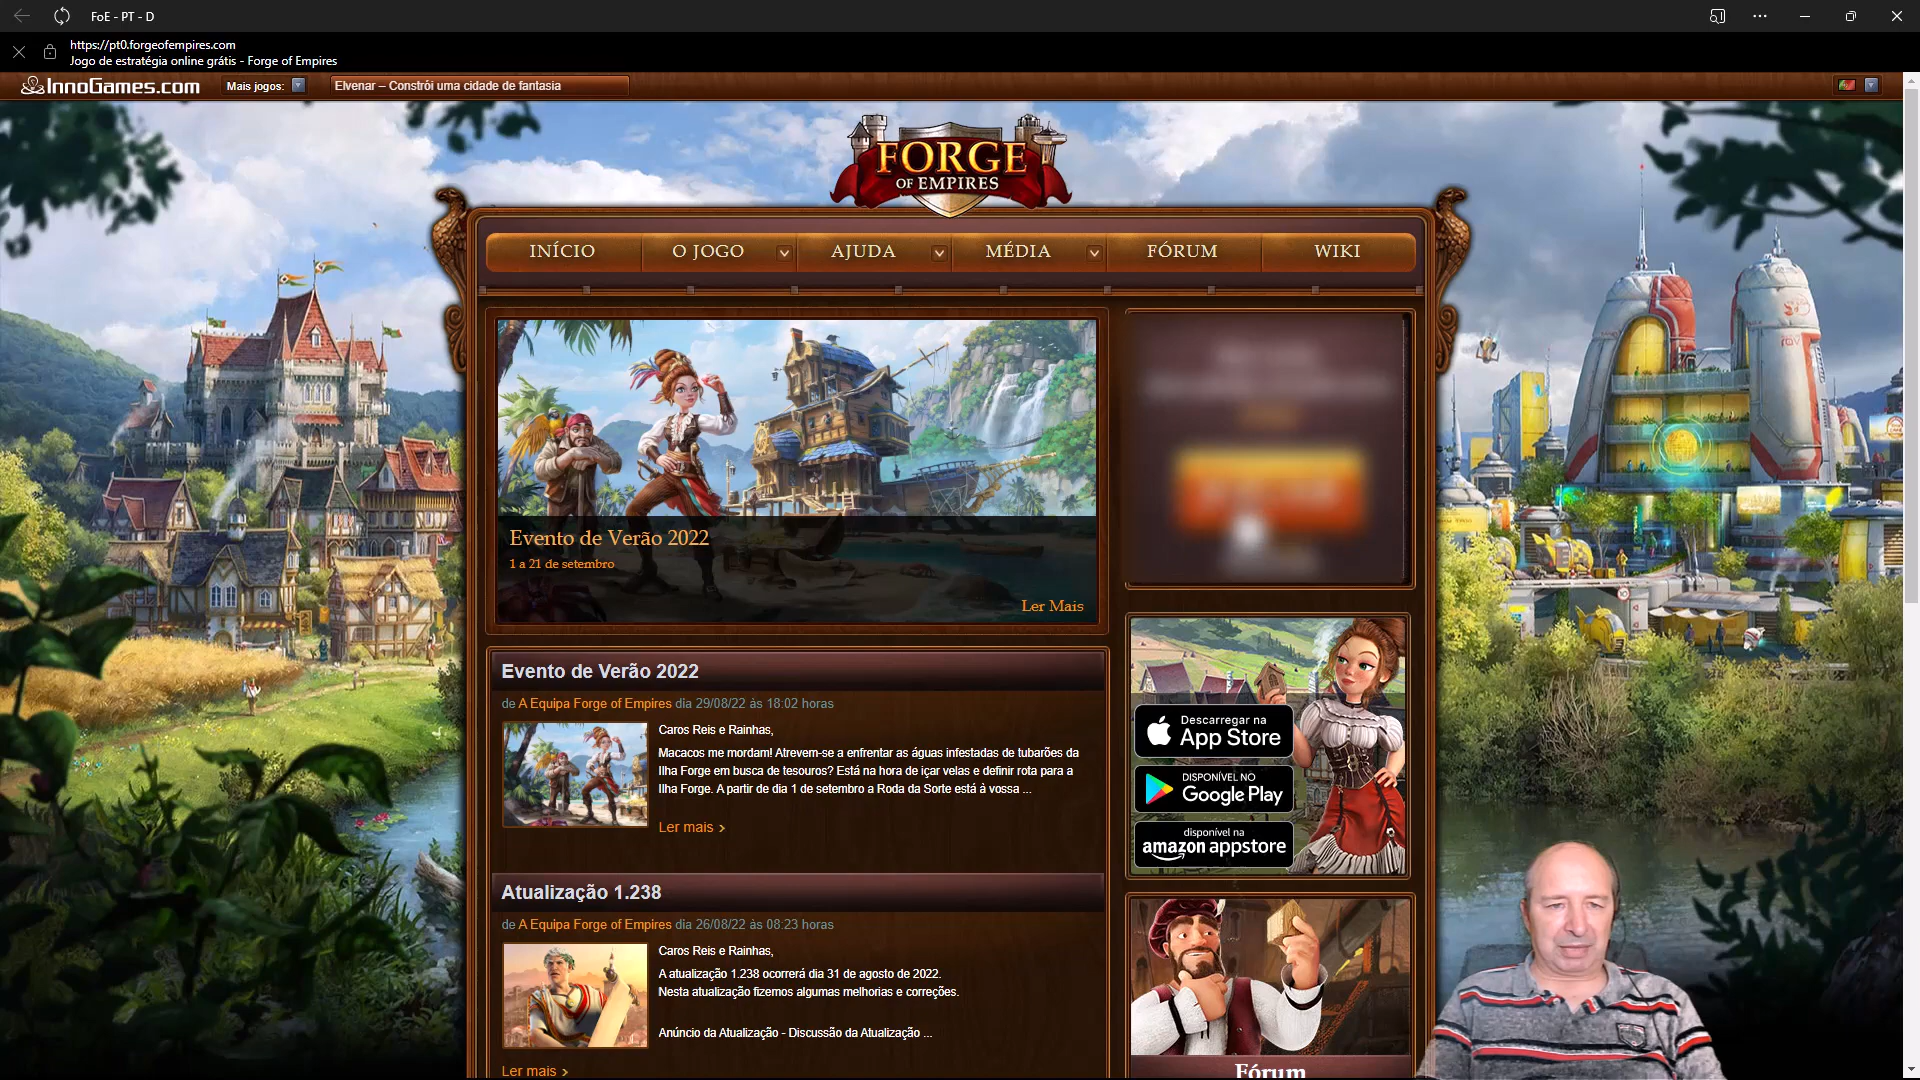 FoE - PT - D
https://pt0.forgeofempires.com
Jogo de estratégia online grátis - Forge of Empires
InnoGames.com
Mais jogos:
Elvenar – Constrói uma cidade de fantasia
FORGE
OF EMPIRES
INÍCIO
O JOGO
AJUDA
MÉDIA
FÓRUM
WIKI
Evento de Verão 2022
1 a 21 de setembro
Ler Mais
Evento de Verão 2022
de A Equipa Forge of Empires dia 29/08/22 às 18:02 horas
Caros Reis e Rainhas,
Macacos me mordam! Atrevem-se a enfrentar as águas infestadas de tubarões da
Ilha Forge em busca de tesouros? Está na hora de içar velas e definir rota para a
Ilha Forge. A partir de dia 1 de setembro a Roda da Sorte está à vossa ...
Ler mais >
Atualização 1.238
de A Equipa Forge of Empires dia 26/08/22 às 08:23 horas
Caros Reis e Rainhas,
A atualização 1.238 ocorrerá dia 31 de agosto de 2022.
Nesta atualização fizemos algumas melhorias e correções.
Anúncio da Atualização - Discussão da Atualização ...
Ler mais >
Descarregar na
App Store
DISPONÍVEL NO
Google Play
disponível na
amazon appstore
Fórum